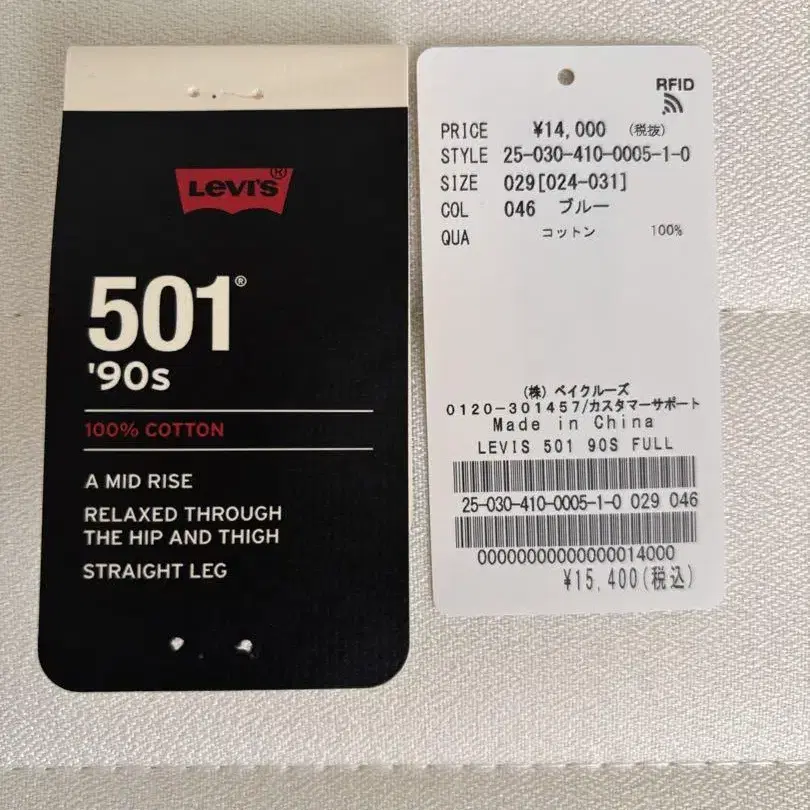 Levi's®
501®
'90s
100% COTTON
A MID RISE
RELAXED THROUGH
THE HIP AND THIGH
STRAIGHT LEG
RFID
PRICE ¥14,000 (税抜)
STYLE 25-030-410-0005-1-0
SIZE 029[024-031]
COL 046 ブルー
QUA コットン 100%
(株) ベイクルーズ
0120-301457/カスタマーサポート
Made in China
LEVIS 501 90S FULL
25-030-410-0005-1-0 029 046
00000000000000014000
¥15,400(税込)